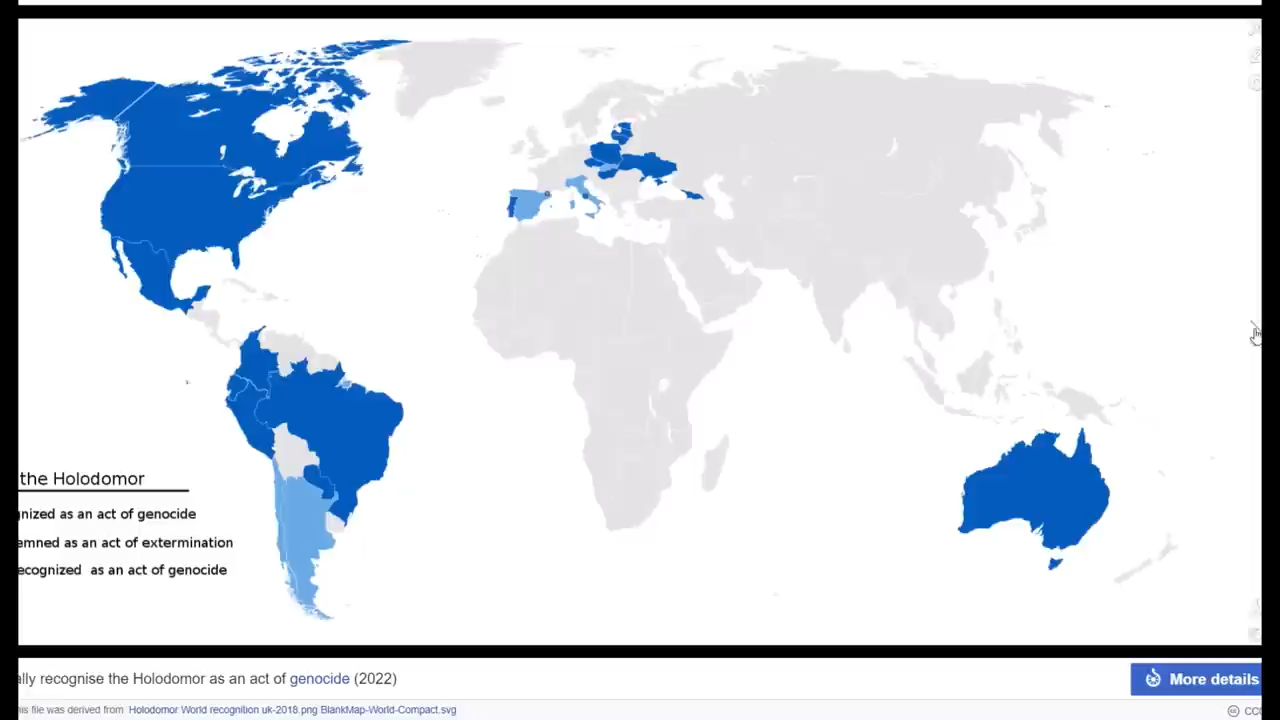 the Holodomor
gnized as an act of genocide
emned as an act of extermination
ecognized as an act of genocide
ally recognise the Holodomor as an act of genocide (2022)
More details
his file was derived from Holodomor World recognition uk-2018.png BlankMap-World-Compact.svg
CC